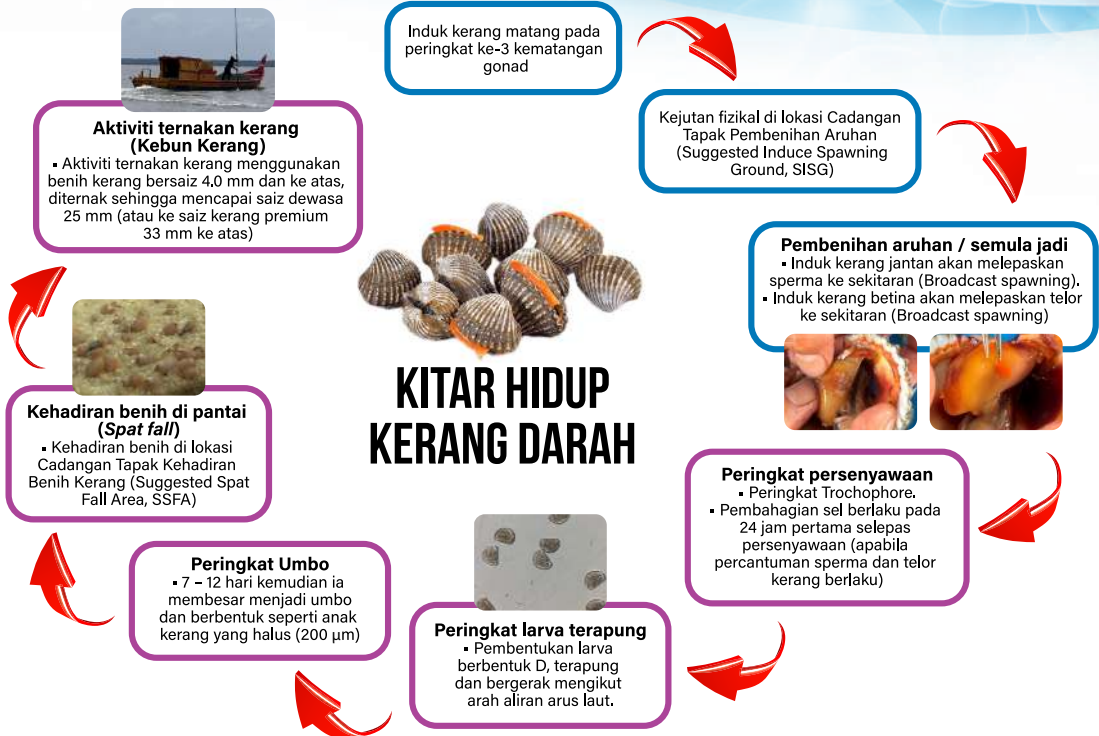 Induk kerang matang pada
peringkat ke-3 kematangan
gonad
Kejutan fizikal di lokasi Cadangan
Tapak Pembenihan Aruhan
(Suggested Induce Spawning
Ground, SISG)
Pembenihan aruhan / semula jadi
▪ Induk kerang jantan akan melepaskan
sperma ke sekitaran (Broadcast spawning).
▪ Induk kerang betina akan melepaskan telor
ke sekitaran (Broadcast spawning)
Peringkat persenyawaan
▪ Peringkat Trochophore.
▪ Pembahagian sel berlaku pada
24 jam pertama selepas
persenyawaan (apabila
percantuman sperma dan telor
kerang berlaku)
Peringkat larva terapung
▪ Pembentukan larva
berbentuk D, terapung
dan bergerak mengikut
arah aliran arus laut.
Peringkat Umbo
▪ 7 – 12 hari kemudian ia
membesar menjadi umbo
dan berbentuk seperti anak
kerang yang halus (200 µm)
Kehadiran benih di pantai
(Spat fall)
▪ Kehadiran benih di lokasi
Cadangan Tapak Kehadiran
Benih Kerang (Suggested Spat
Fall Area, SSFA)
Aktiviti ternakan kerang
(Kebun Kerang)
▪ Aktiviti ternakan kerang menggunakan
benih kerang bersaiz 4.0 mm dan ke atas,
diternak sehingga mencapai saiz dewasa
25 mm (atau ke saiz kerang premium
33 mm ke atas)
KITAR HIDUP
KERANG DARAH